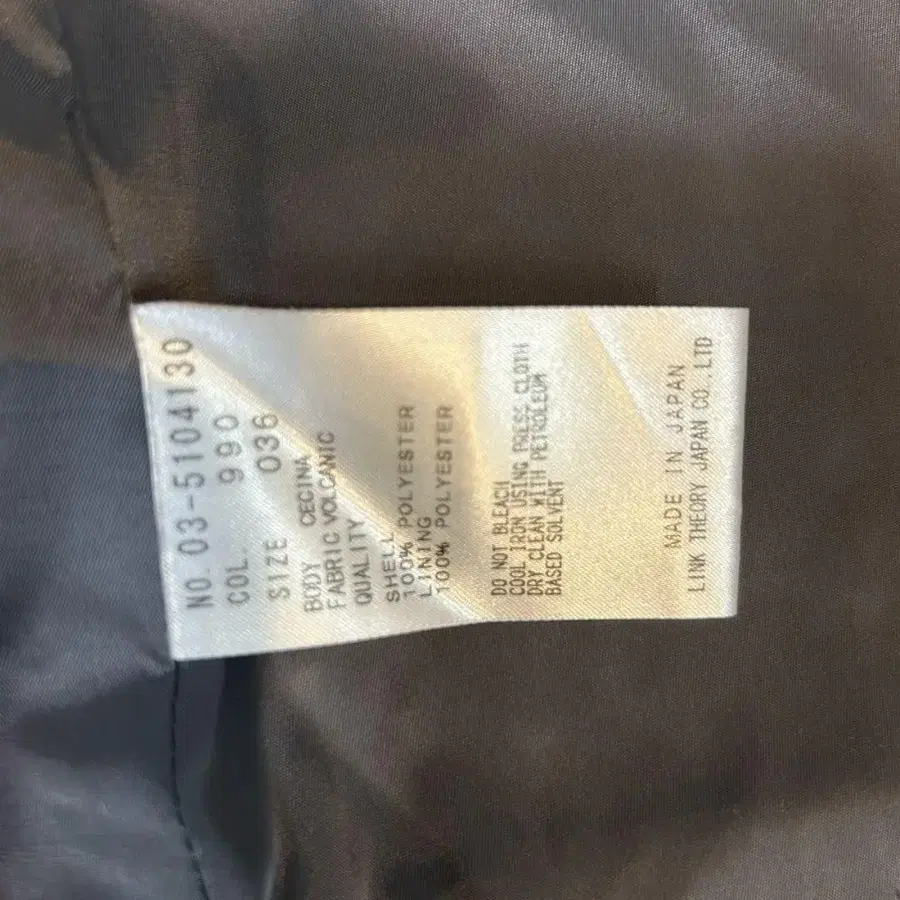 NO. 03-5104130
COL. 990
SIZE 036
BODY CECINA
FABRIC VOLCANIC
QUALITY
SHELL
100% POLYESTER
LINING
100% POLYESTER
DO NOT BLEACH
COOL IRON USING PRESS CLOTH
DRY CLEAN WITH PETROLEUM
BASED SOLVENT
MADE IN JAPAN
LINK THEORY JAPAN CO., LTD